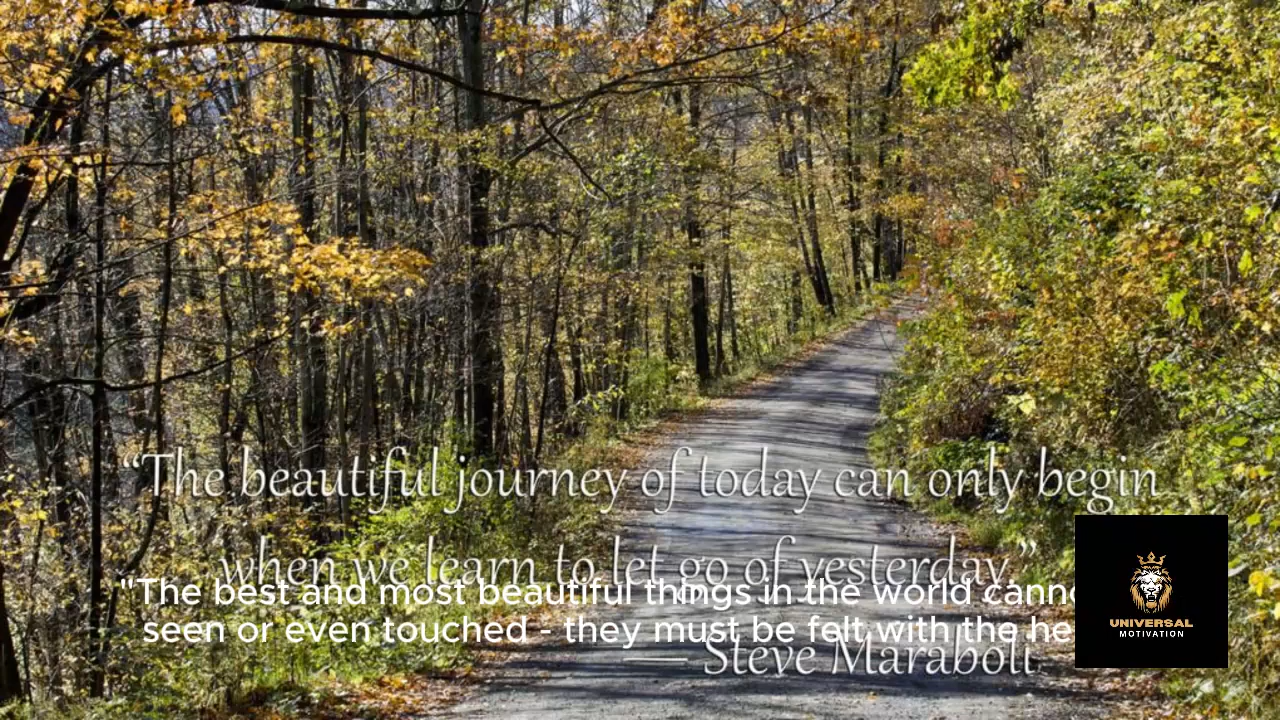 “The beautiful journey of today can only begin
when we learn to let go of yesterday.”
"The best and most beautiful things in the world
seen or even touched - they must be felt with the
— Steve Maraboli
UNIVERSAL
MOTIVATION